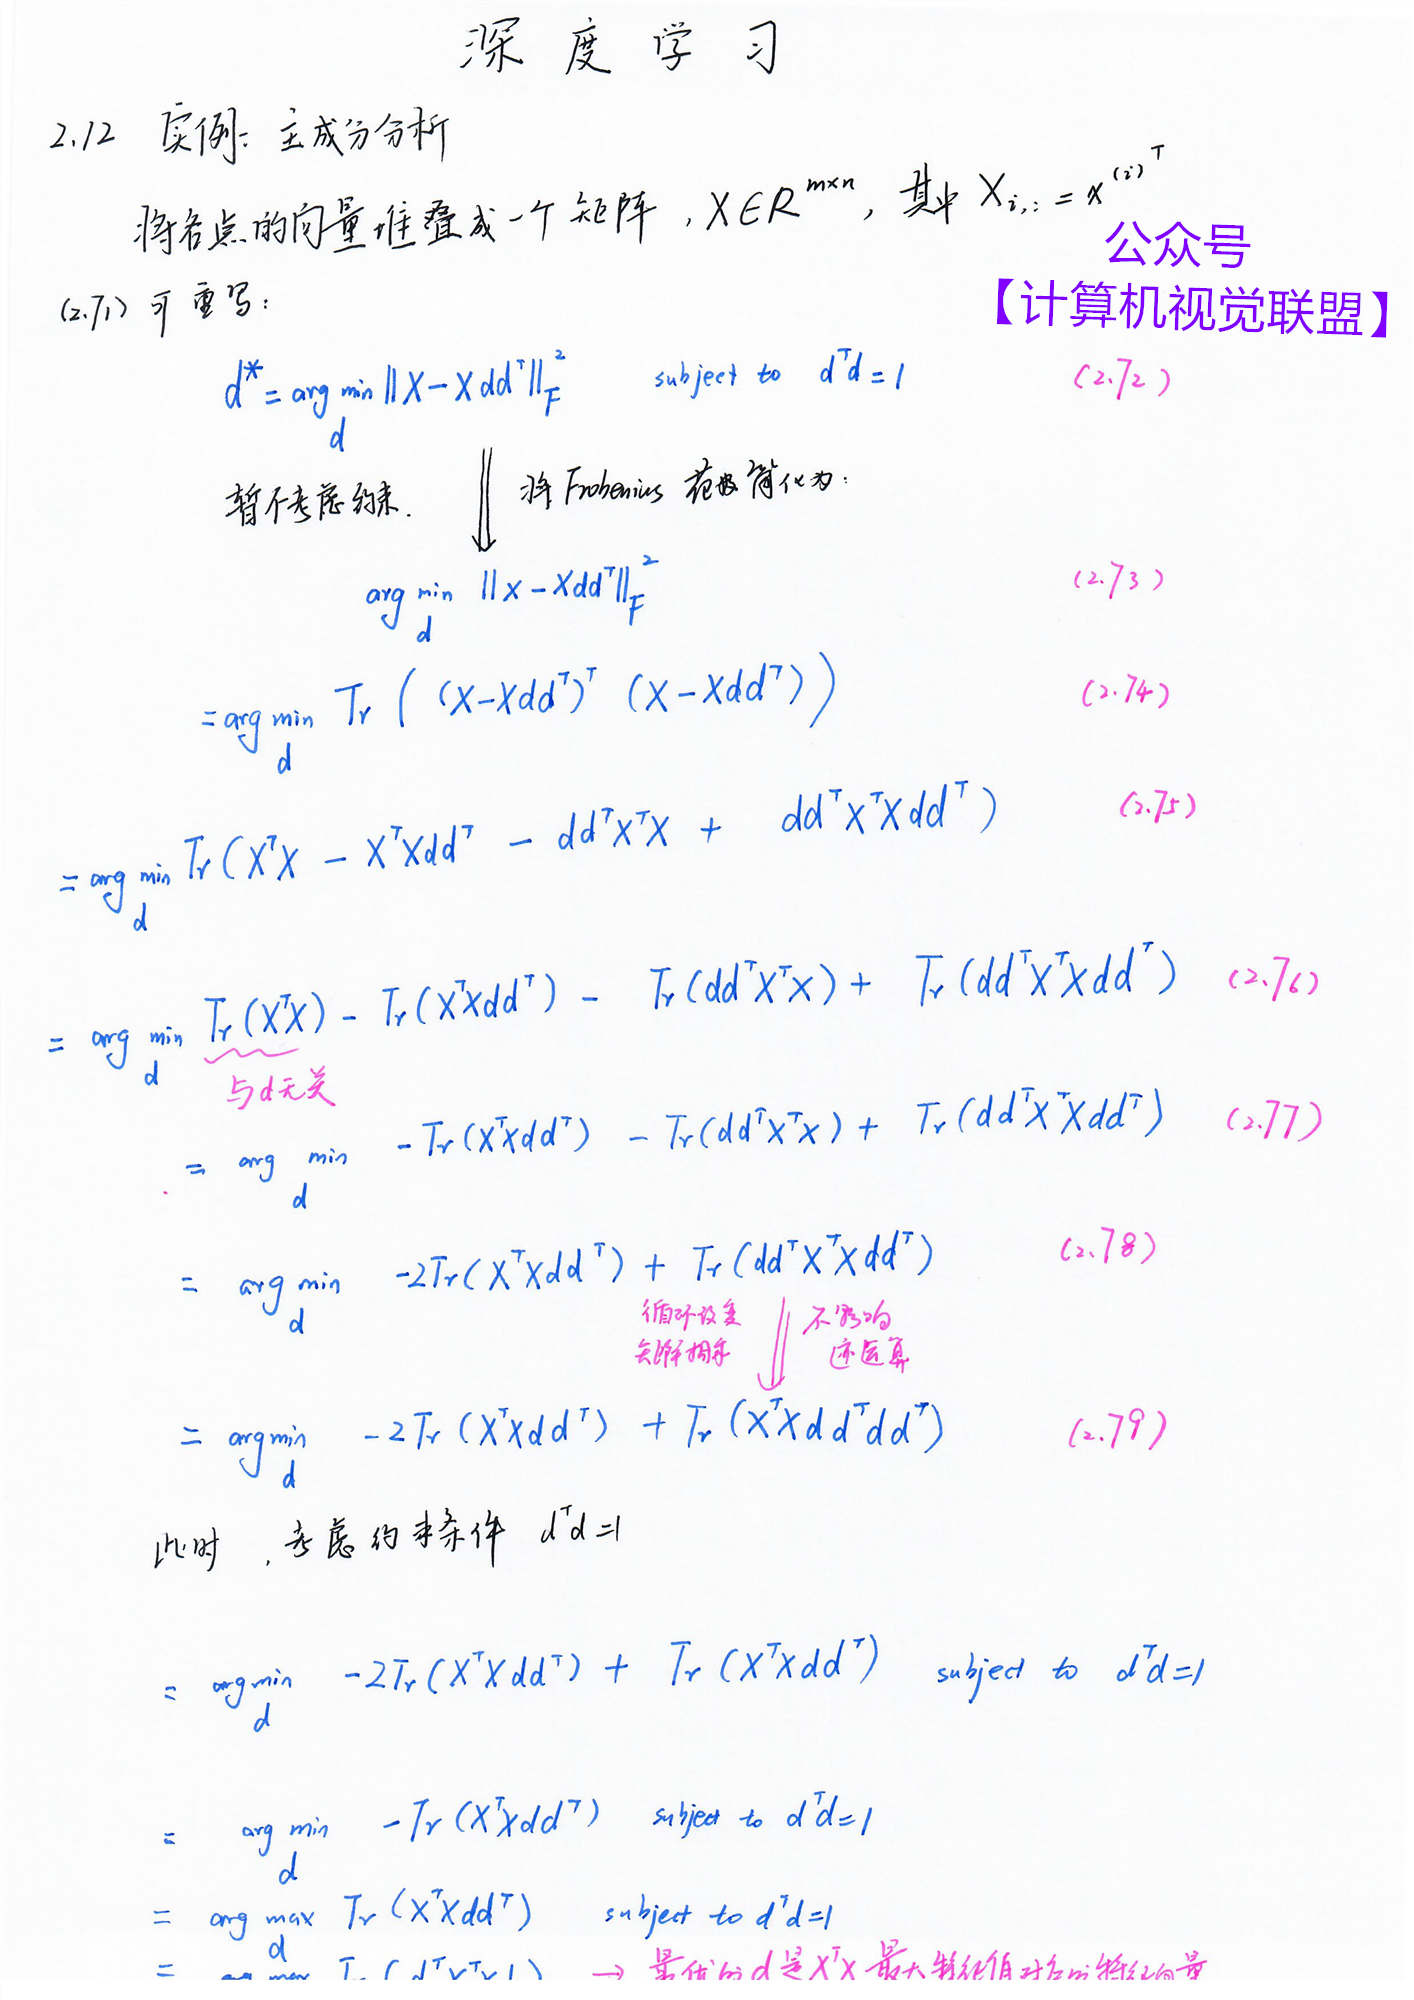 深度学习
2.12 实例: 主成分分析
将各点的向量堆叠成一个矩阵, X∈R^{m×n}, 其中 X_{i,:} = x^{(i)^T}
公众号
【计算机视觉联盟】
(2.71) 可重写:
d* = arg min_d ||X - Xdd^T||_F^2 subject to d^Td = 1 (2.72)
暂不考虑约束. 将 Frobenius 范数简化为:
arg min_d ||X - Xdd^T||_F^2 (2.73)
= arg min_d Tr((X - Xdd^T)^T (X - Xdd^T)) (2.74)
= arg min_d Tr(X^TX - X^TXdd^T - dd^TX^TX + dd^TX^TXdd^T) (2.75)
= arg min_d Tr(X^TX) - Tr(X^TXdd^T) - Tr(dd^TX^TX) + Tr(dd^TX^TXdd^T) (2.76)
与d无关
= arg min_d -Tr(X^TXdd^T) - Tr(dd^TX^TX) + Tr(dd^TX^TXdd^T) (2.77)
= arg min_d -2Tr(X^TXdd^T) + Tr(dd^TX^TXdd^T) (2.78)
循环改变 不影响
矩阵相乘 迹运算
= arg min_d -2Tr(X^TXdd^T) + Tr(X^TXdd^Tdd^T) (2.79)
此时, 考虑约束条件 d^Td=1
= arg min_d -2Tr(X^TXdd^T) + Tr(X^TXdd^T) subject to d^Td=1
= arg min_d -Tr(X^TXdd^T) subject to d^Td=1
= arg max_d Tr(X^TXdd^T) subject to d^Td=1
= arg max Tr(d^TX^TXd) → 最优的d是X^TX最大特征值对应的特征向量